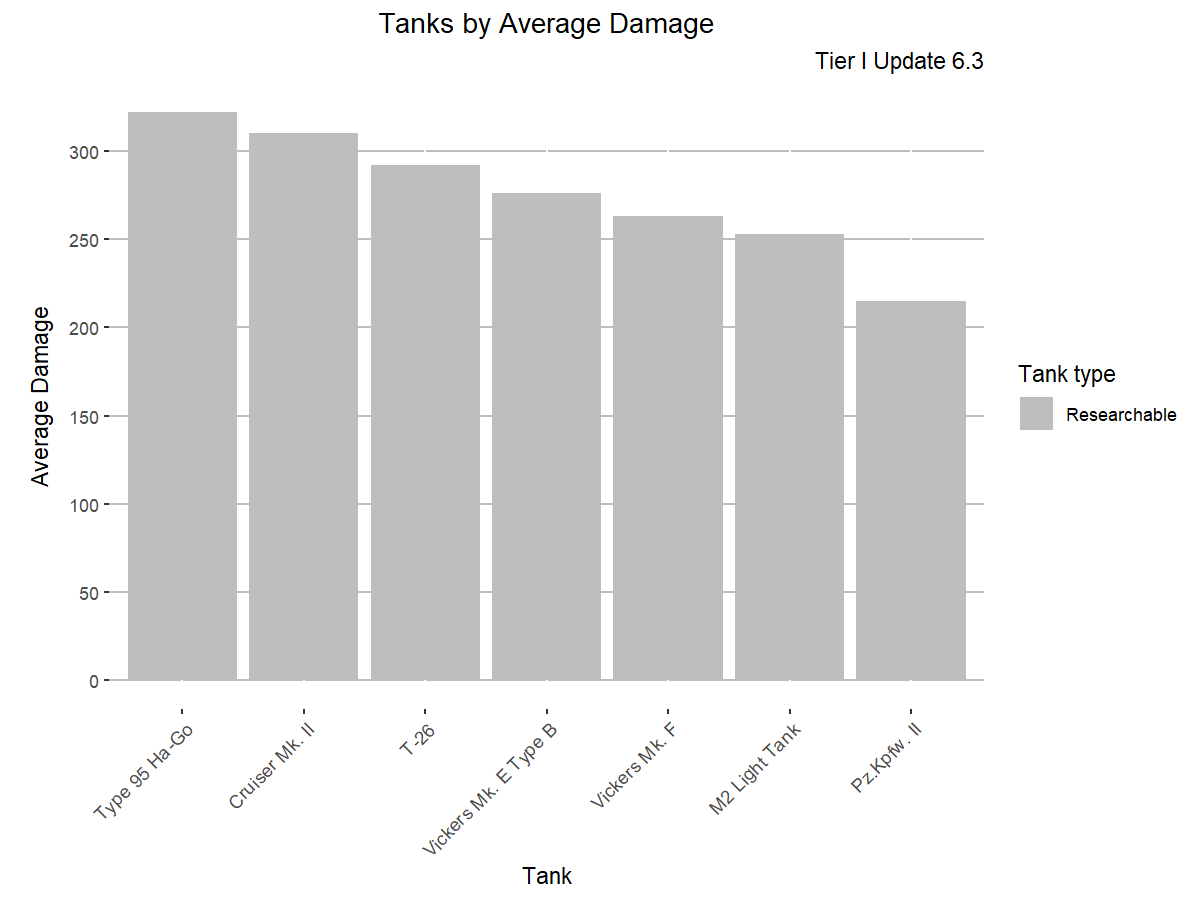 Tanks by Average Damage
Tier I Update 6.3
Average Damage
300
250
200
150
100
50
0
Type 95 Ha-Go
Cruiser Mk. II
T-26
Vickers Mk. E Type B
Vickers Mk. F
M2 Light Tank
Pz.Kpfw. II
Tank
Tank type
Researchable